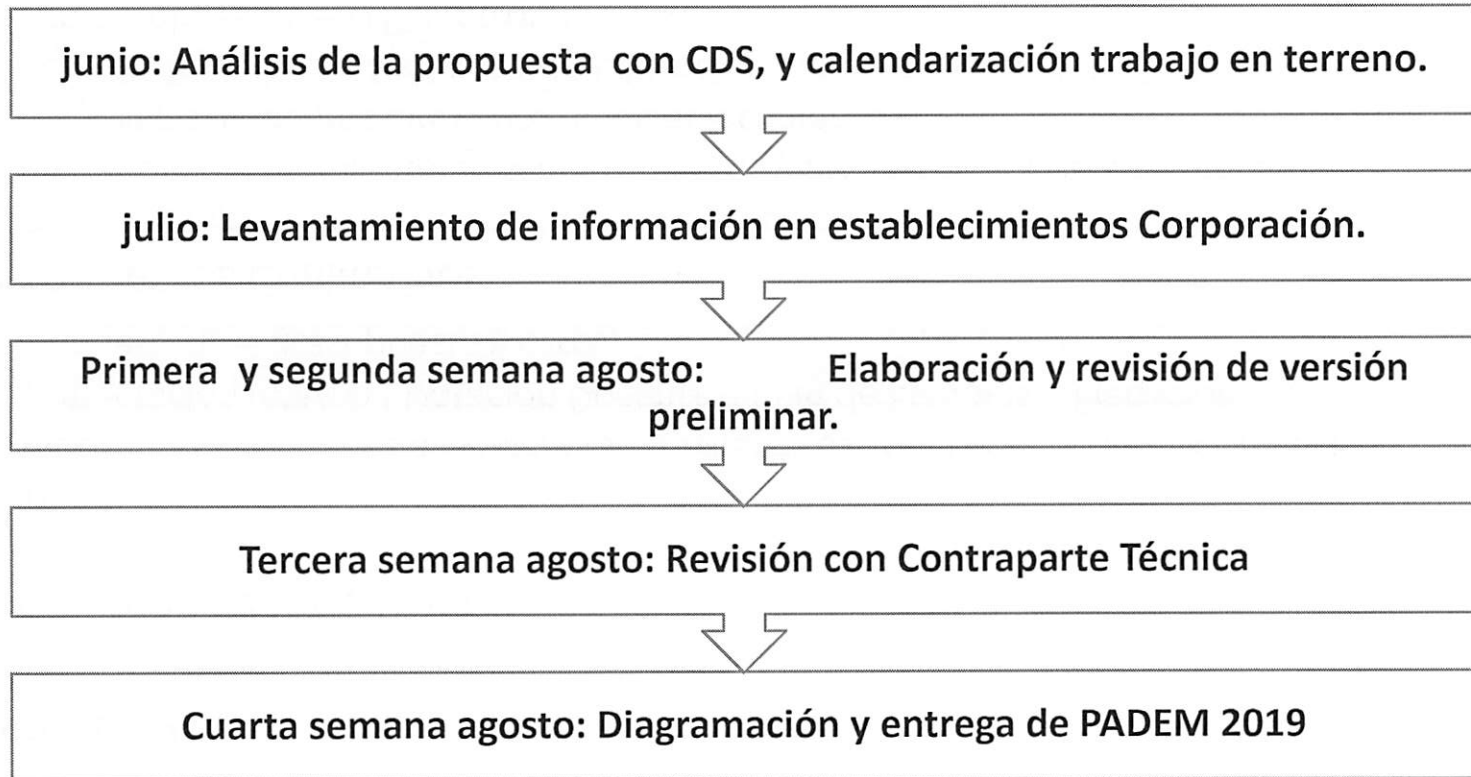 junio: Análisis de la propuesta con CDS, y calendarización trabajo en terreno.
julio: Levantamiento de información en establecimientos Corporación.
Primera y segunda semana agosto: Elaboración y revisión de versión
preliminar.
Tercera semana agosto: Revisión con Contraparte Técnica
Cuarta semana agosto: Diagramación y entrega de PADEM 2019